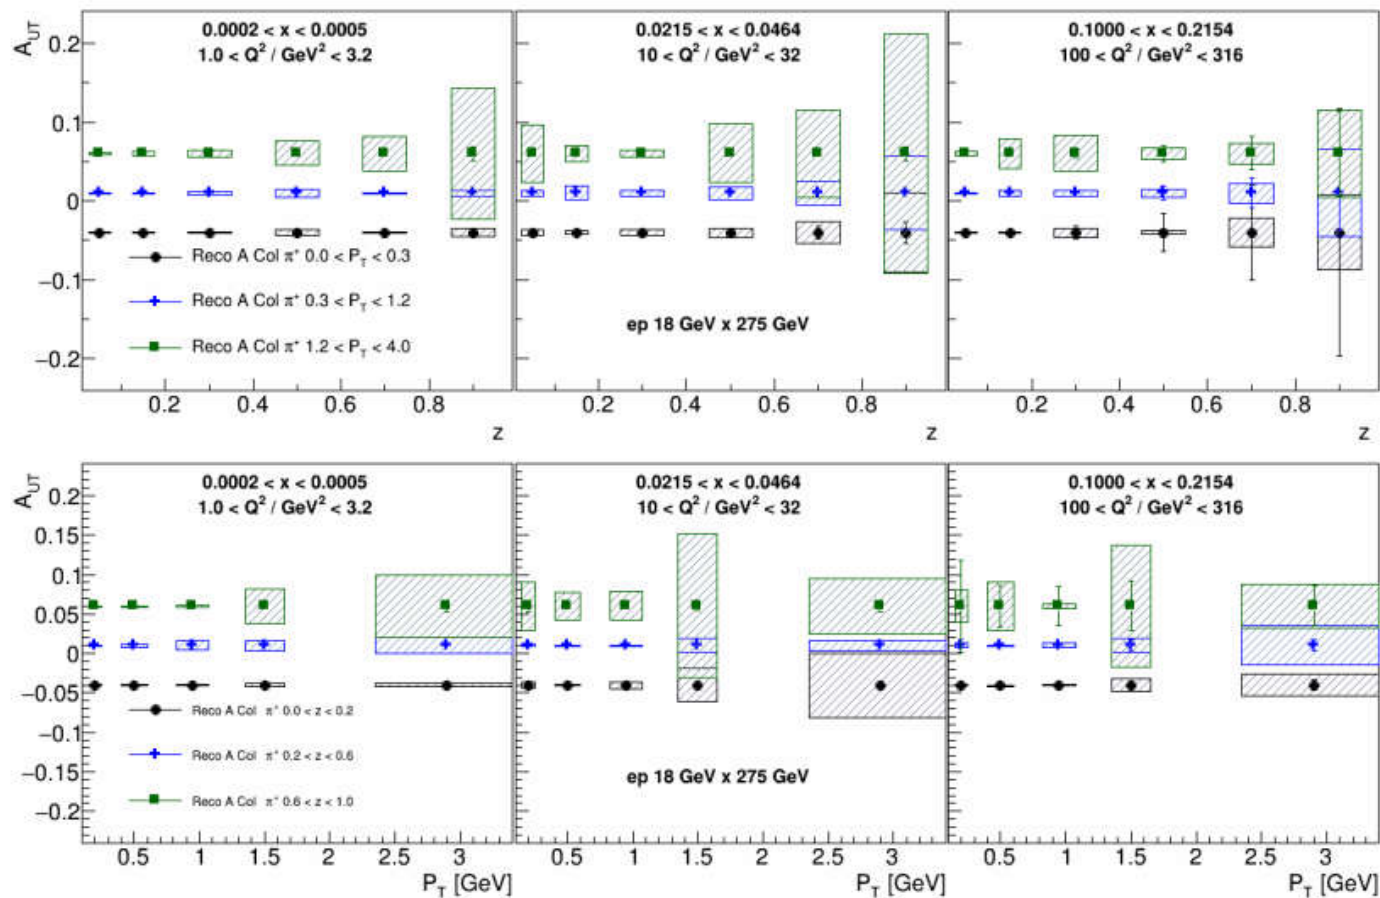 A_UT
0.2
0.1
0
−0.1
−0.2
0.0002 < x < 0.0005
1.0 < Q² / GeV² < 3.2
Reco A Col π⁺ 0.0 < P_T < 0.3
Reco A Col π⁺ 0.3 < P_T < 1.2
Reco A Col π⁺ 1.2 < P_T < 4.0
0.2 0.4 0.6 0.8
z
0.0215 < x < 0.0464
10 < Q² / GeV² < 32
ep 18 GeV x 275 GeV
0.2 0.4 0.6 0.8
z
0.1000 < x < 0.2154
100 < Q² / GeV² < 316
0.2 0.4 0.6 0.8
z
A_UT
0.2
0.15
0.1
0.05
0
−0.05
−0.1
−0.15
−0.2
0.0002 < x < 0.0005
1.0 < Q² / GeV² < 3.2
Reco A Col π⁺ 0.0 < z < 0.2
Reco A Col π⁺ 0.2 < z < 0.6
Reco A Col π⁺ 0.6 < z < 1.0
0.5 1 1.5 2 2.5 3
P_T [GeV]
0.0215 < x < 0.0464
10 < Q² / GeV² < 32
ep 18 GeV x 275 GeV
0.5 1 1.5 2 2.5 3
P_T [GeV]
0.1000 < x < 0.2154
100 < Q² / GeV² < 316
0.5 1 1.5 2 2.5 3
P_T [GeV]